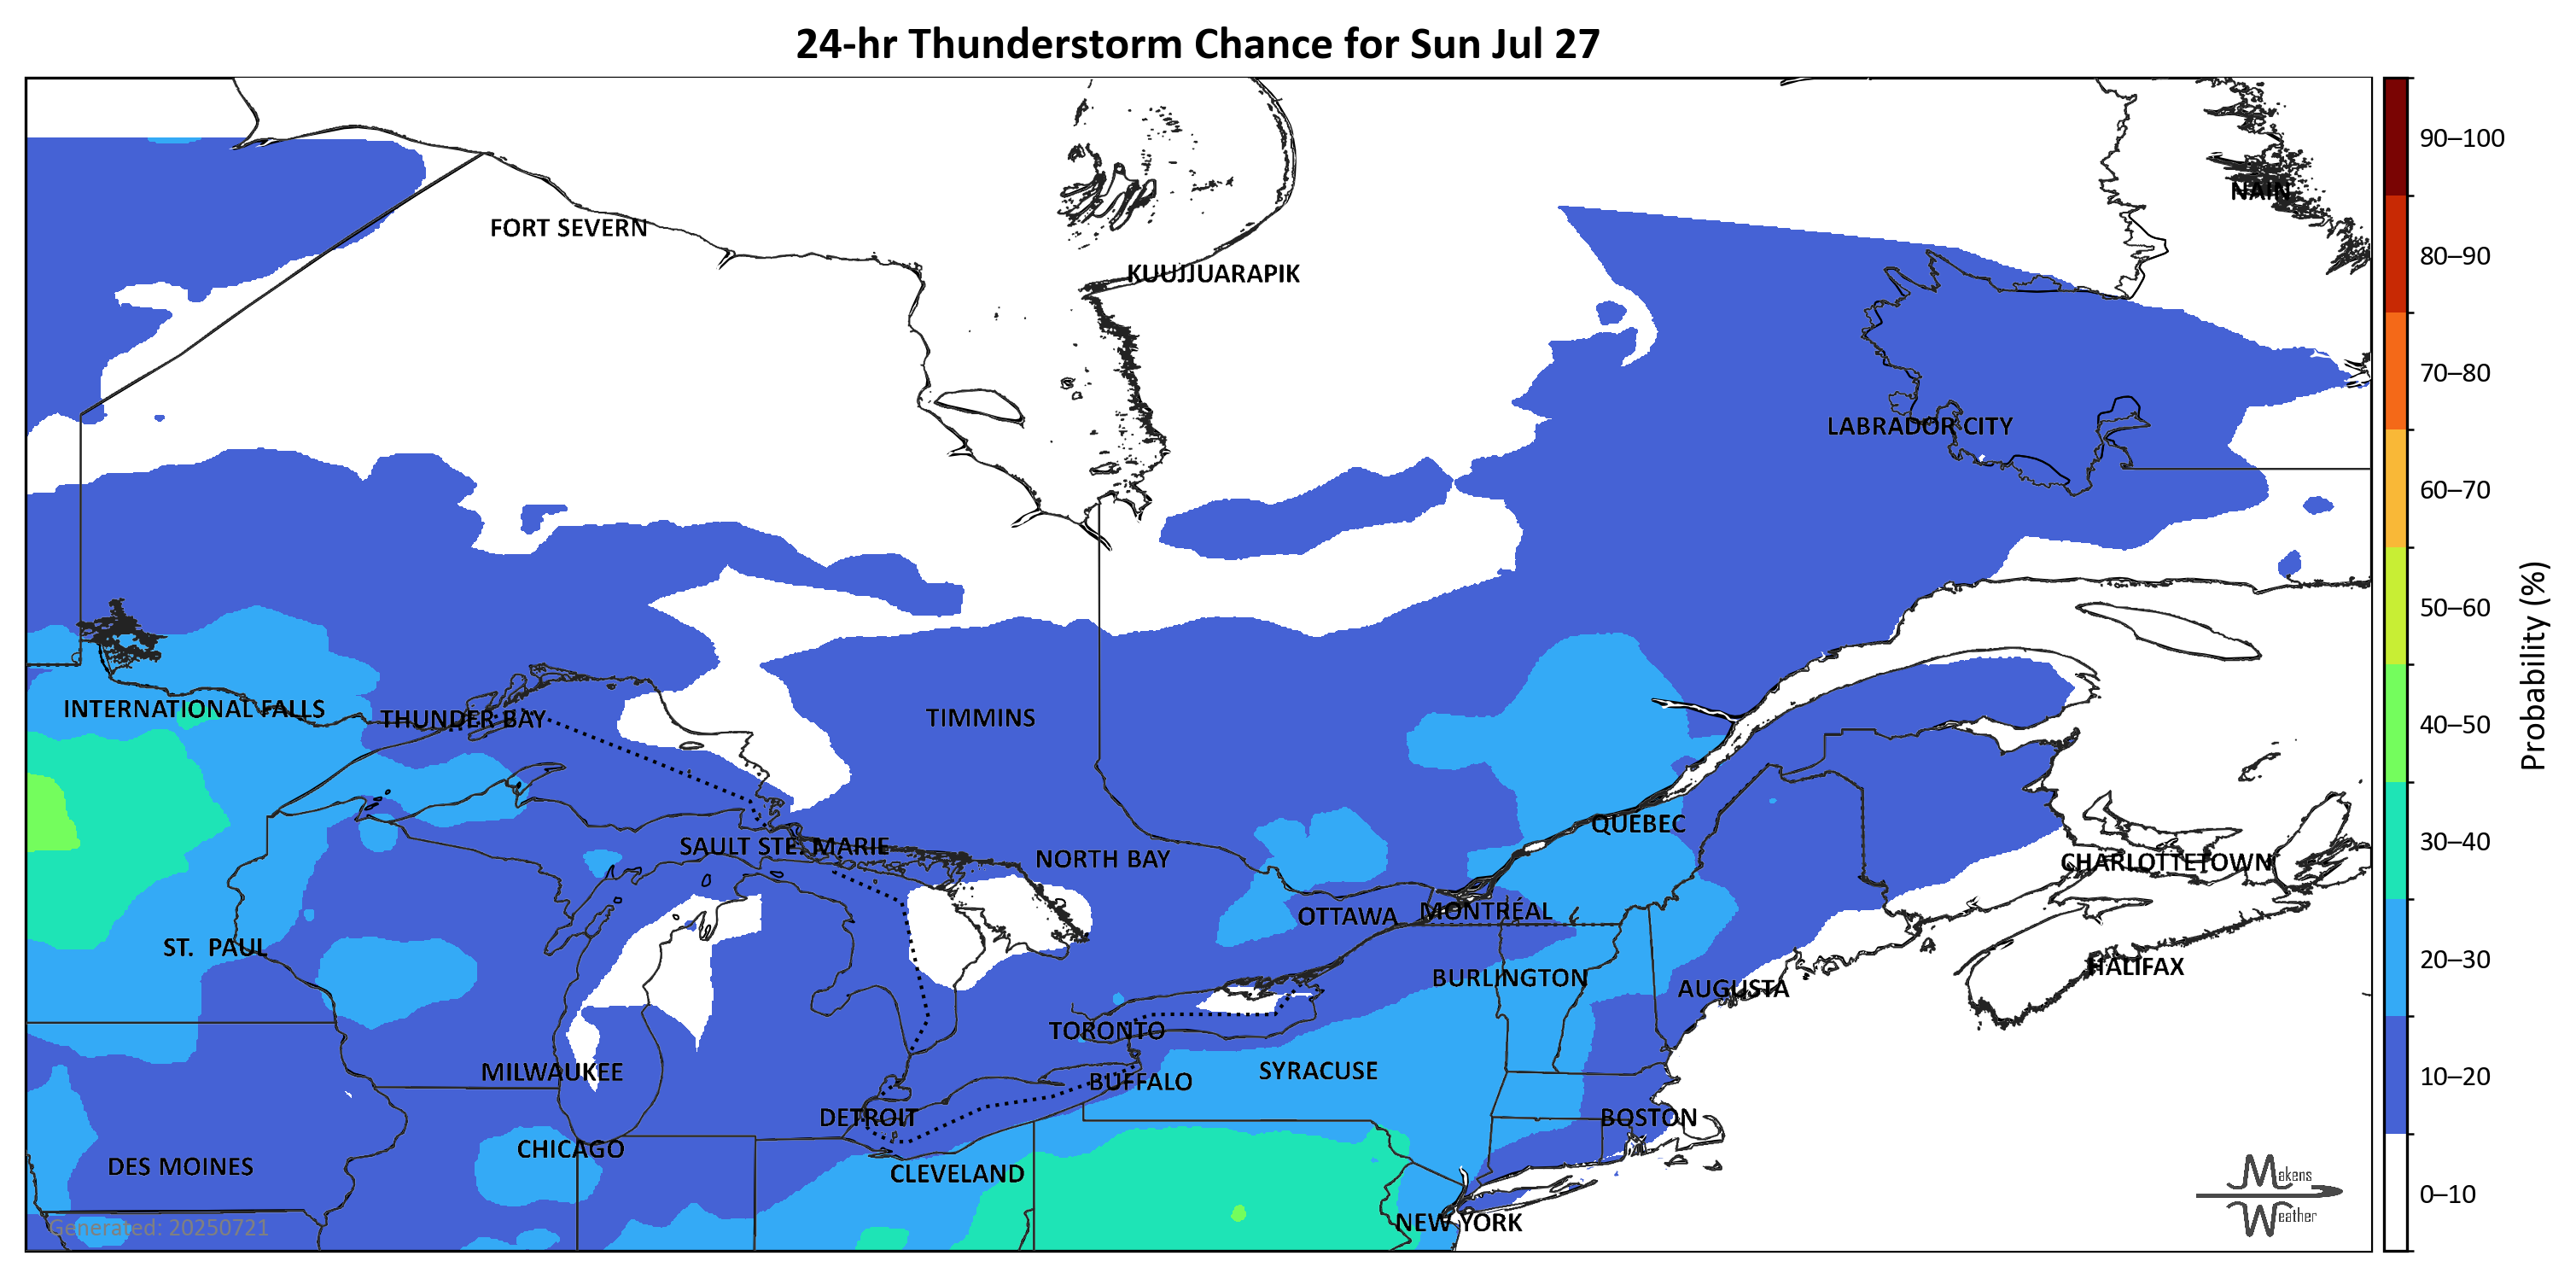 24-hr Thunderstorm Chance for Sun Jul 27
90–100
NAIN
FORT SEVERN
80–90
KUUJJUARAPIK
70–80
LABRADOR CITY
60–70
50–60
Probability (%)
INTERNATIONAL FALLS
THUNDER BAY
TIMMINS
40–50
QUEBEC
SAULT STE. MARIE
NORTH BAY
CHARLOTTETOWN
30–40
OTTAWA
MONTRÉAL
ST. PAUL
BURLINGTON
AUGUSTA
HALIFAX
20–30
TORONTO
MILWAUKEE
BUFFALO
SYRACUSE
10–20
DETROIT
BOSTON
CHICAGO
DES MOINES
CLEVELAND
Makens
Weather
0–10
NEW YORK
Generated: 20250721